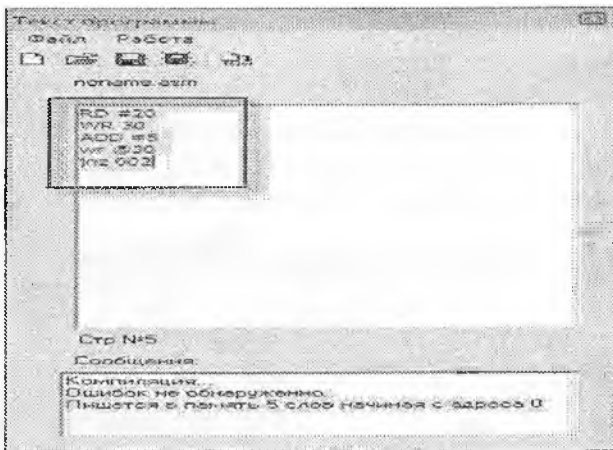 Текст программы
Файл Работа
noname.asm
RD #20
WR 30
ADD #5
wr @30
jnz 002
Стр №5
Сообщения:
Компиляция...
Ошибок не обнаруженно.
Пишется в память 5 слов начиная с адреса 0